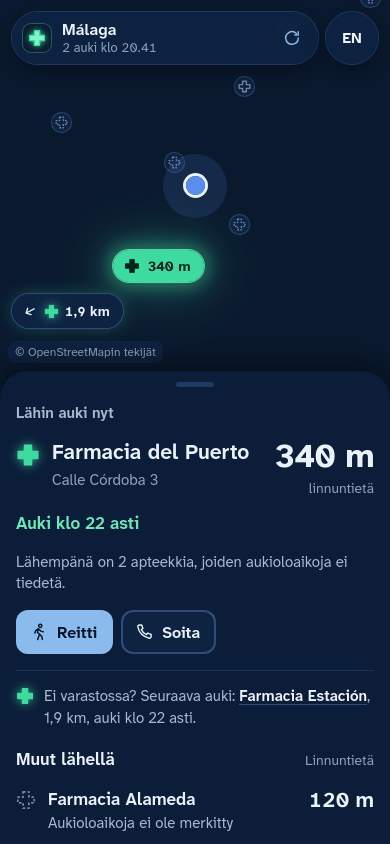 Málaga
2 auki klo 20.41
EN
340 m
1,9 km
© OpenStreetMapin tekijät
Lähin auki nyt
Farmacia del Puerto
340 m
Calle Córdoba 3
linnuntietä
Auki klo 22 asti
Lähempänä on 2 apteekkia, joiden aukioloaikoja ei
tiedetä.
Reitti
Soita
Ei varastossa? Seuraava auki: Farmacia Estación,
1,9 km, auki klo 22 asti.
Muut lähellä
Linnuntietä
Farmacia Alameda
120 m
Aukioloaikoja ei ole merkitty